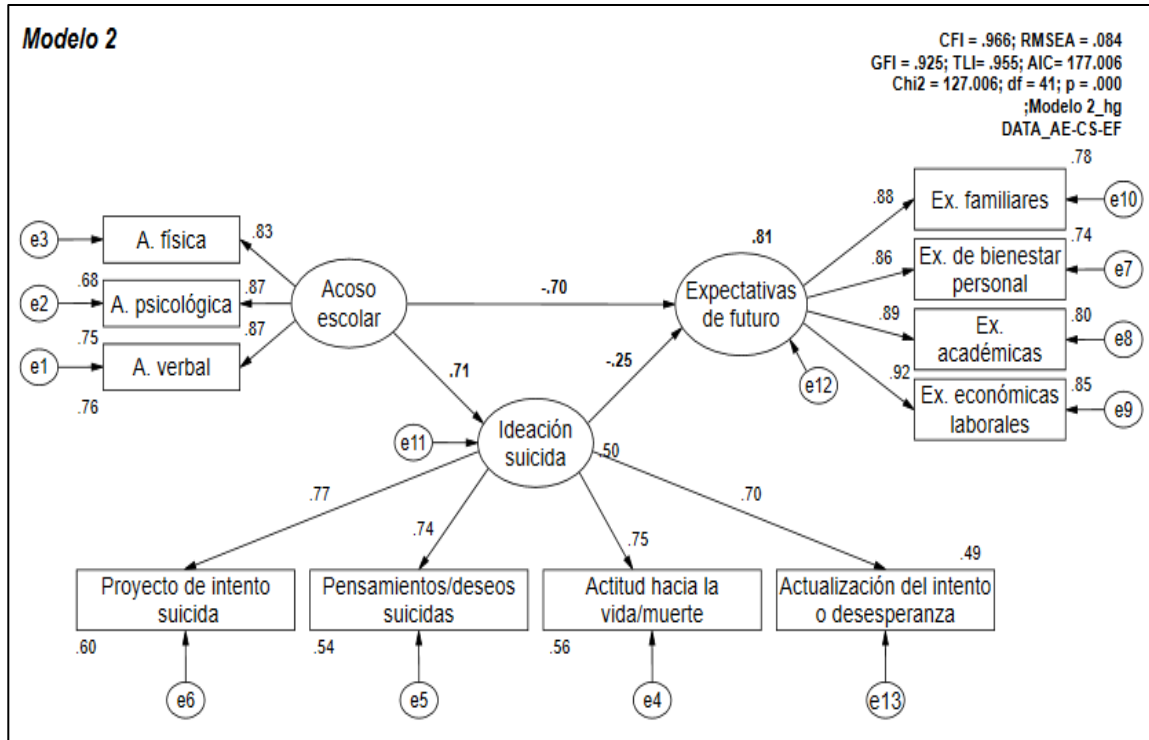 Modelo 2
CFI = .966; RMSEA = .084
GFI = .925; TLI= .955; AIC= 177.006
Chi2 = 127.006; df = 41; p = .000
;Modelo 2_hg
DATA_AE-CS-EF
.78
e3
A. física
.83
.88
Ex. familiares
e10
.81
.74
.68
e2
A. psicológica
.87
Acoso
escolar
-.70
Expectativas
de futuro
.86
Ex. de bienestar
personal
e7
.75
e1
A. verbal
.87
.89
.80
Ex.
académicas
e8
.76
.71
-.25
e12
.92
.85
Ex. económicas
laborales
e9
e11
Ideación
suicida
.50
.77
.74
.75
.70
.49
Proyecto de intento
suicida
Pensamientos/deseos
suicidas
Actitud hacia la
vida/muerte
Actualización del intento
o desesperanza
.60
.54
.56
e6
e5
e4
e13